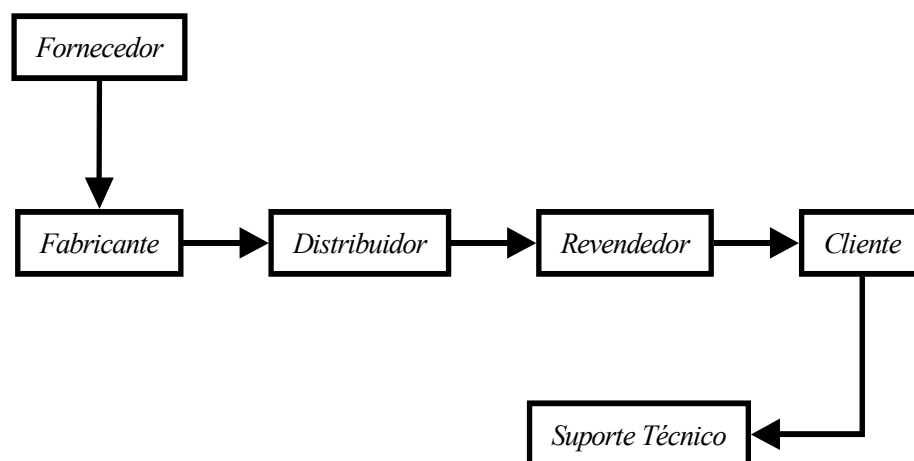 Fornecedor
Fabricante
Distribuidor
Revendedor
Cliente
Suporte Técnico